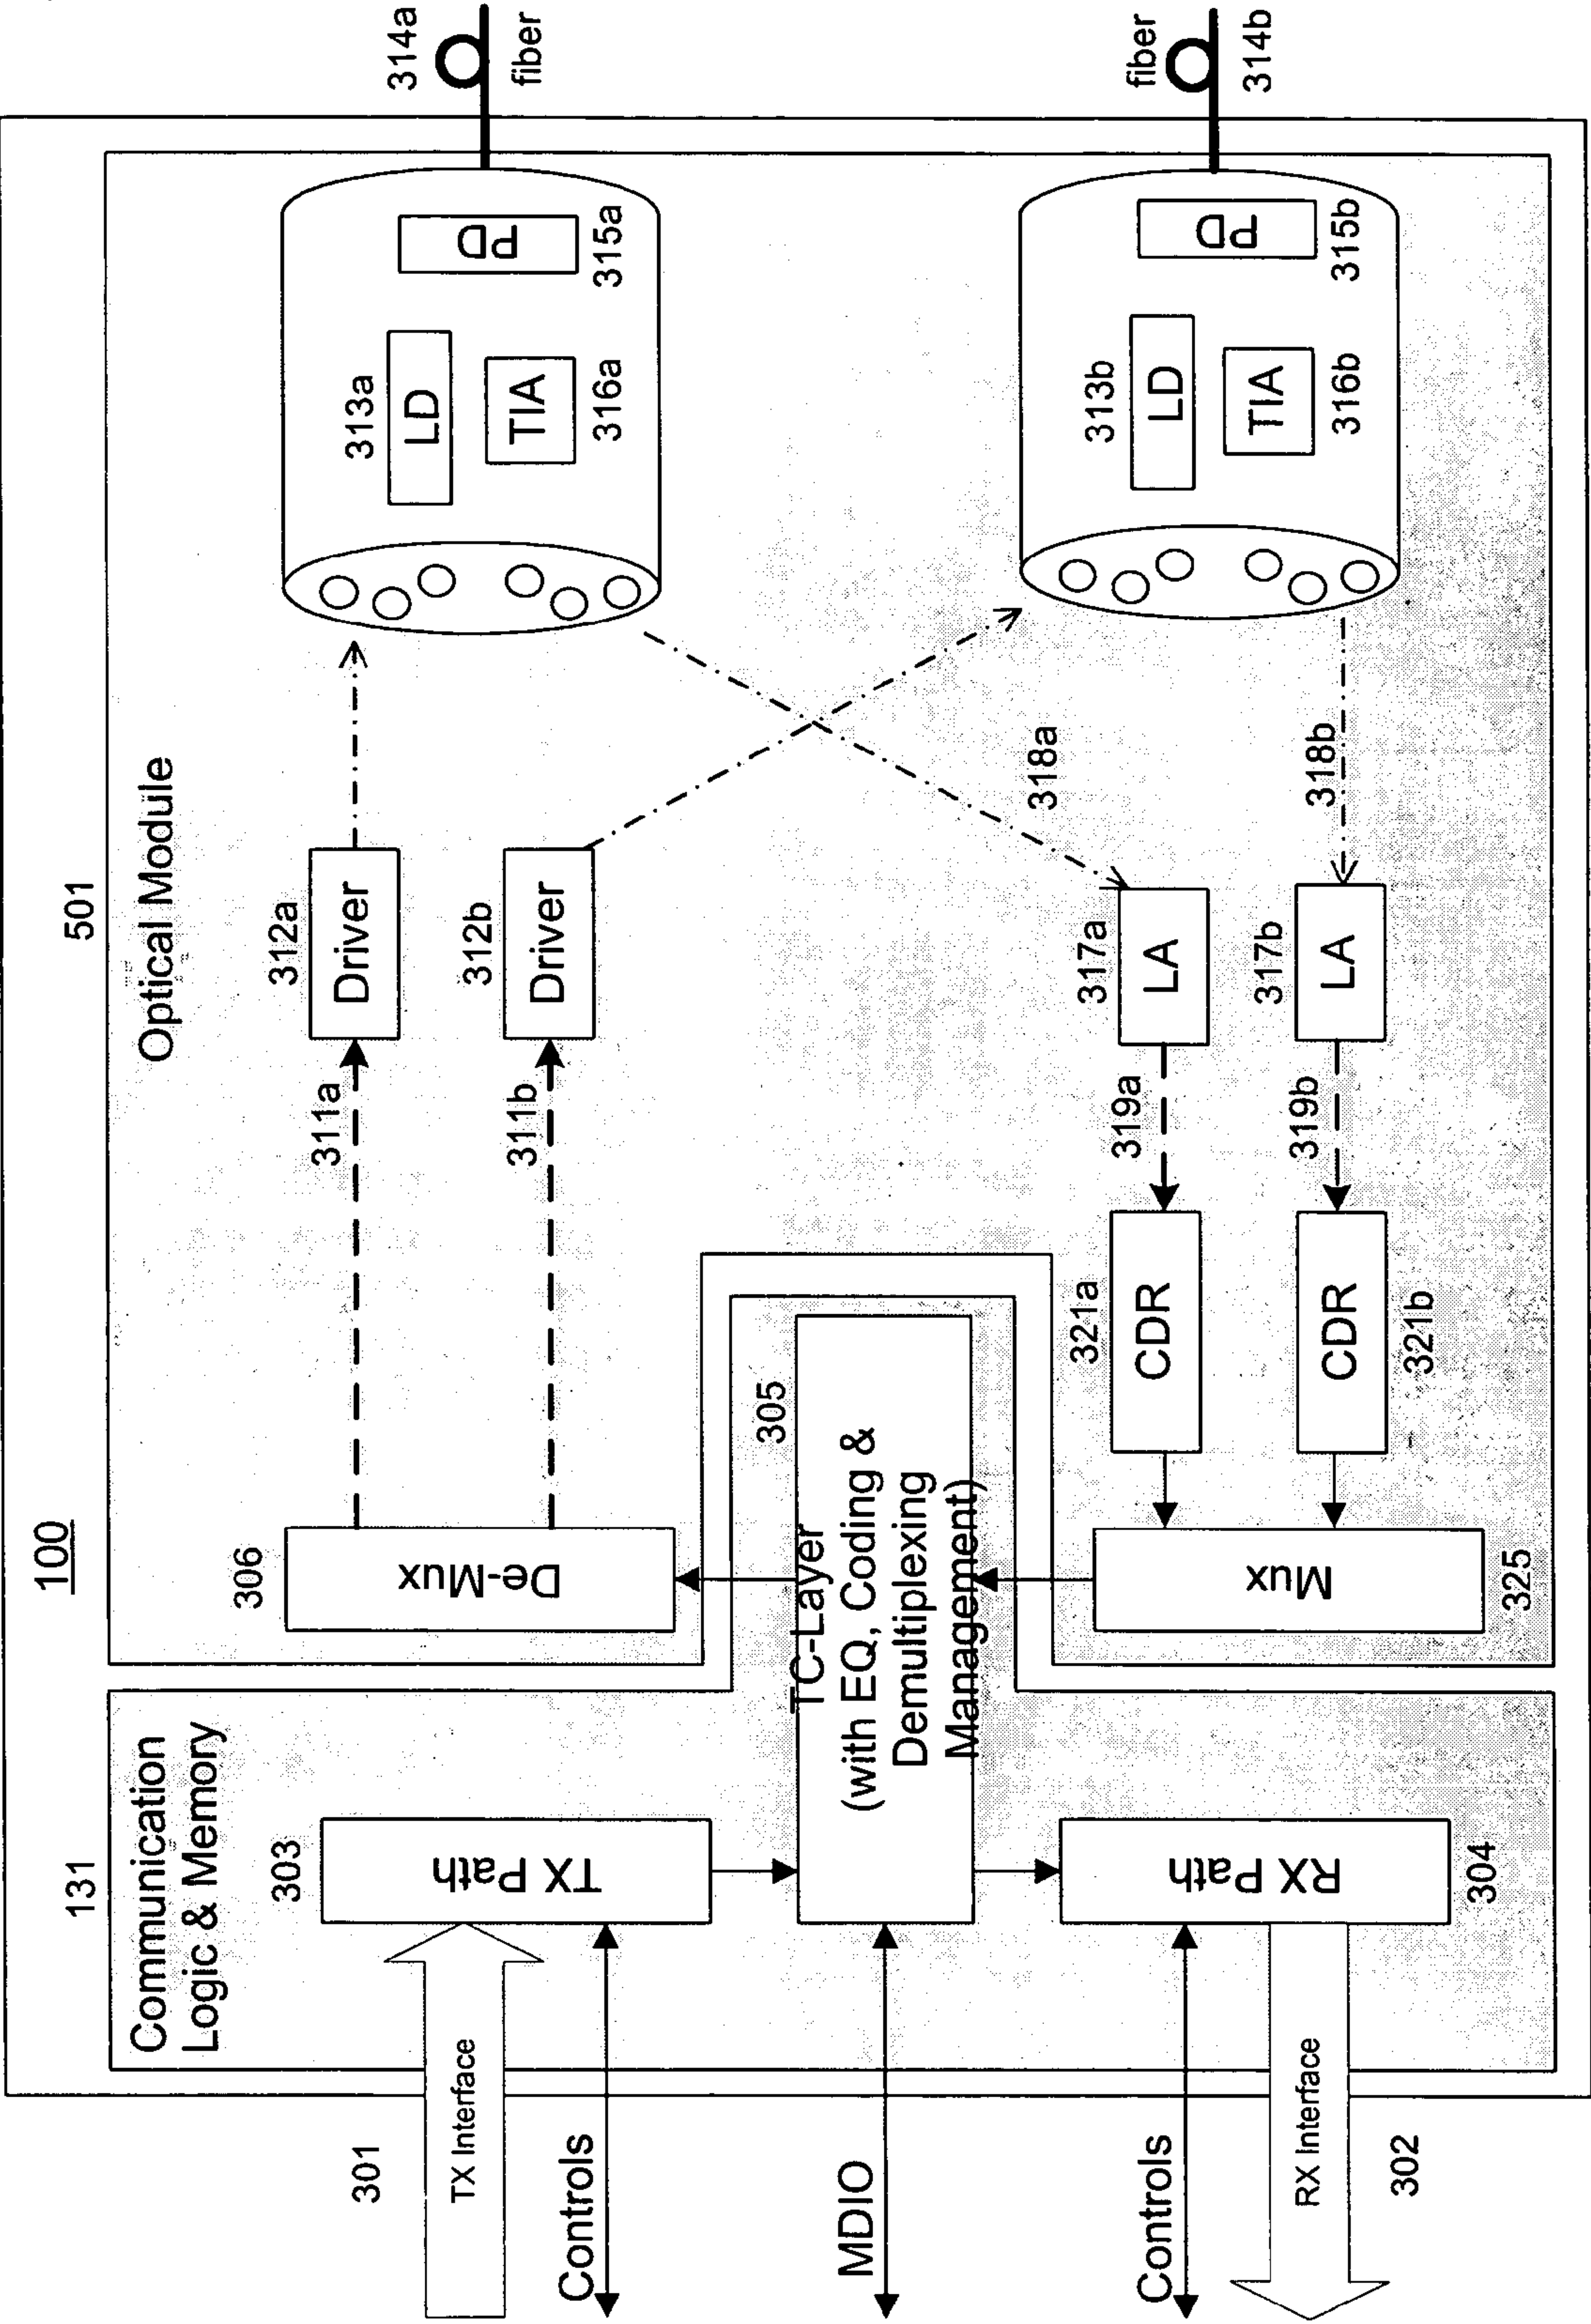 100
131
Communication
Logic & Memory
501
Optical Module
301
TX Interface
303
TX Path
Controls
306
De-Mux
311a
312a
Driver
311b
312b
Driver
313a
LD
TIA
316a
PD
315a
314a
fiber
MDIO
305
TC-Layer
(with EQ, Coding &
Demultiplexing
Management)
318a
Controls
RX Interface
302
RX Path
304
Mux
325
321a
CDR
319a
317a
LA
CDR
321b
319b
317b
LA
318b
313b
LD
TIA
316b
PD
315b
fiber
314b